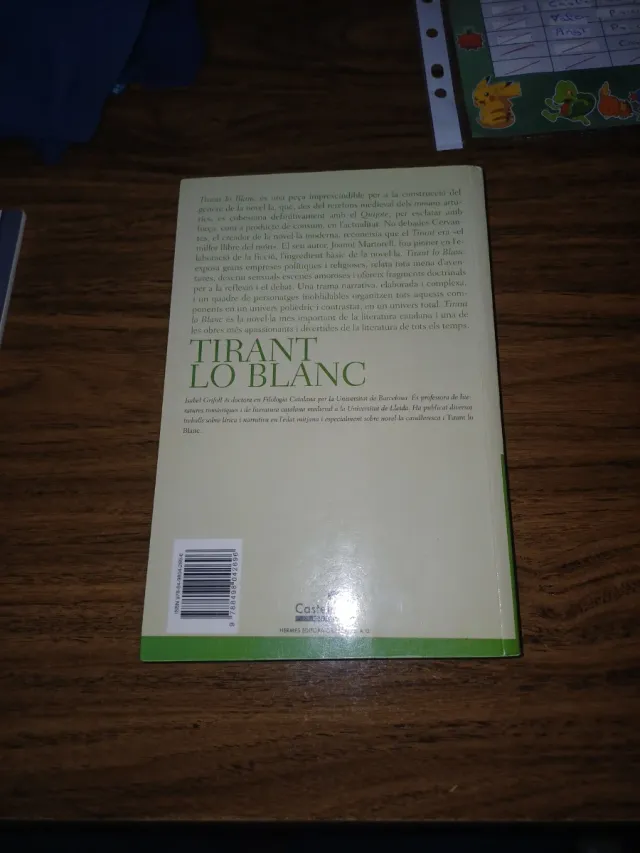 Tirant lo Blanc és una peça imprescindible per a la construcció del
gènere de la novel·la, que, des del rerefons medieval dels romans artú-
rics, es cohesiona definitivament amb el Quijote, per esclatar amb
força, com a producte de consum, en l'actualitat. No debades Cervan-
tes, el creador de la novel·la moderna, reconeixia que el Tirant era «el
millor llibre del món». El seu autor, Joanot Martorell, fou pioner en l'e-
laboració de la ficció, l'ingredient bàsic de la novel·la. Tirant lo Blanc
exposa grans empreses polítiques i religioses, relata tota mena d'aven-
tures, descriu sensuals escenes amoroses i ofereix fragments doctrinals
per a la reflexió i el debat. Una trama narrativa, elaborada i complexa,
i un quadre de personatges inoblidables organitzen tots aquests com-
ponents en un univers polièdric i contrastat, en un univers total. Tirant
lo Blanc és la novel·la més important de la literatura catalana i una de
les obres més apassionants i divertides de la literatura de tots els temps.
TIRANT
LO BLANC
Isabel Grifoll és doctora en Filologia Catalana per la Universitat de Barcelona. És professora de lite-
ratures romàniques i de literatura catalana medieval a la Universitat de Lleida. Ha publicat diversos
treballs sobre lírica i narrativa en l'edat mitjana i especialment sobre novel·la cavalleresca i Tirant lo
Blanc.
9 788498 042696
HERMES EDITORA